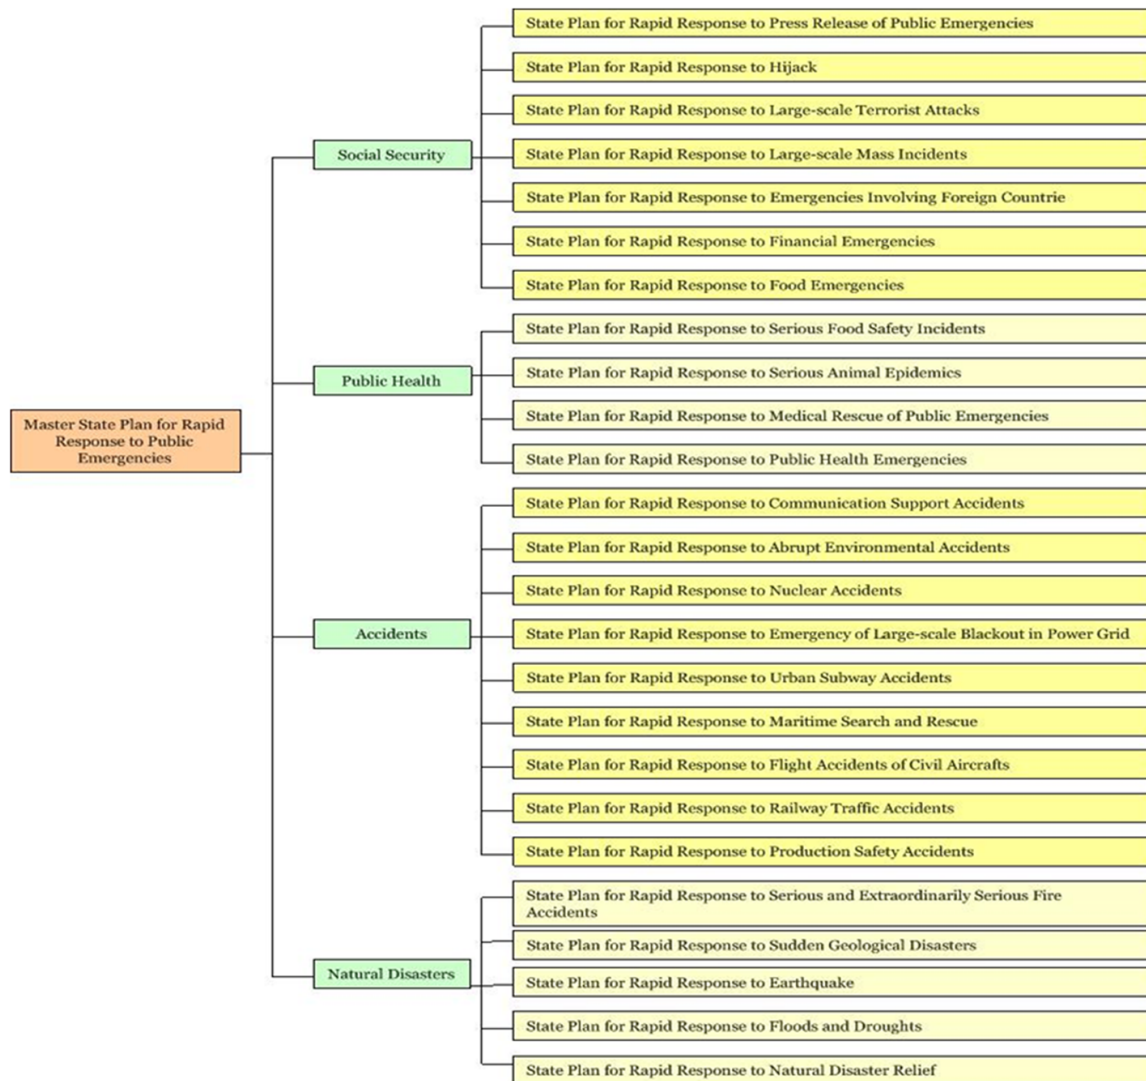 State Plan for Rapid Response to Press Release of Public Emergencies
State Plan for Rapid Response to Hijack
State Plan for Rapid Response to Large-scale Terrorist Attacks
Social Security
State Plan for Rapid Response to Large-scale Mass Incidents
State Plan for Rapid Response to Emergencies Involving Foreign Countrie
State Plan for Rapid Response to Financial Emergencies
State Plan for Rapid Response to Food Emergencies
State Plan for Rapid Response to Serious Food Safety Incidents
Public Health
State Plan for Rapid Response to Serious Animal Epidemics
State Plan for Rapid Response to Medical Rescue of Public Emergencies
State Plan for Rapid Response to Public Health Emergencies
Master State Plan for Rapid
Response to Public
Emergencies
State Plan for Rapid Response to Communication Support Accidents
State Plan for Rapid Response to Abrupt Environmental Accidents
State Plan for Rapid Response to Nuclear Accidents
Accidents
State Plan for Rapid Response to Emergency of Large-scale Blackout in Power Grid
State Plan for Rapid Response to Urban Subway Accidents
State Plan for Rapid Response to Maritime Search and Rescue
State Plan for Rapid Response to Flight Accidents of Civil Aircrafts
State Plan for Rapid Response to Railway Traffic Accidents
State Plan for Rapid Response to Production Safety Accidents
State Plan for Rapid Response to Serious and Extraordinarily Serious Fire
Accidents
State Plan for Rapid Response to Sudden Geological Disasters
Natural Disasters
State Plan for Rapid Response to Earthquake
State Plan for Rapid Response to Floods and Droughts
State Plan for Rapid Response to Natural Disaster Relief